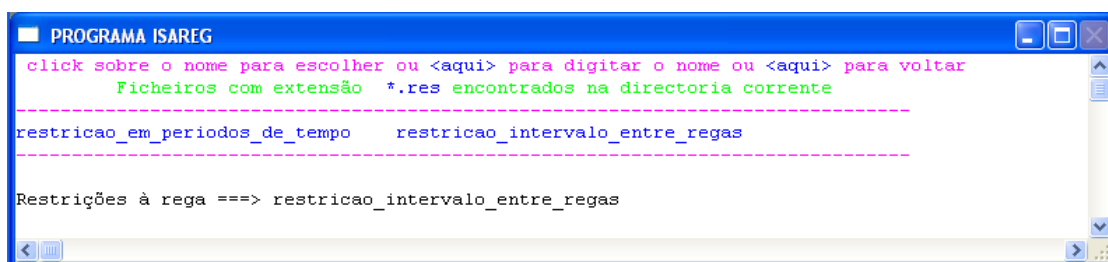 PROGRAMA ISAREG
click sobre o nome para escolher ou <aqui> para digitar o nome ou <aqui> para voltar
Ficheiros com extensão *.res encontrados na directoria corrente
restricao_em_periodos_de_tempo restricao_intervalo_entre_regas
Restrições à rega ===> restricao_intervalo_entre_regas